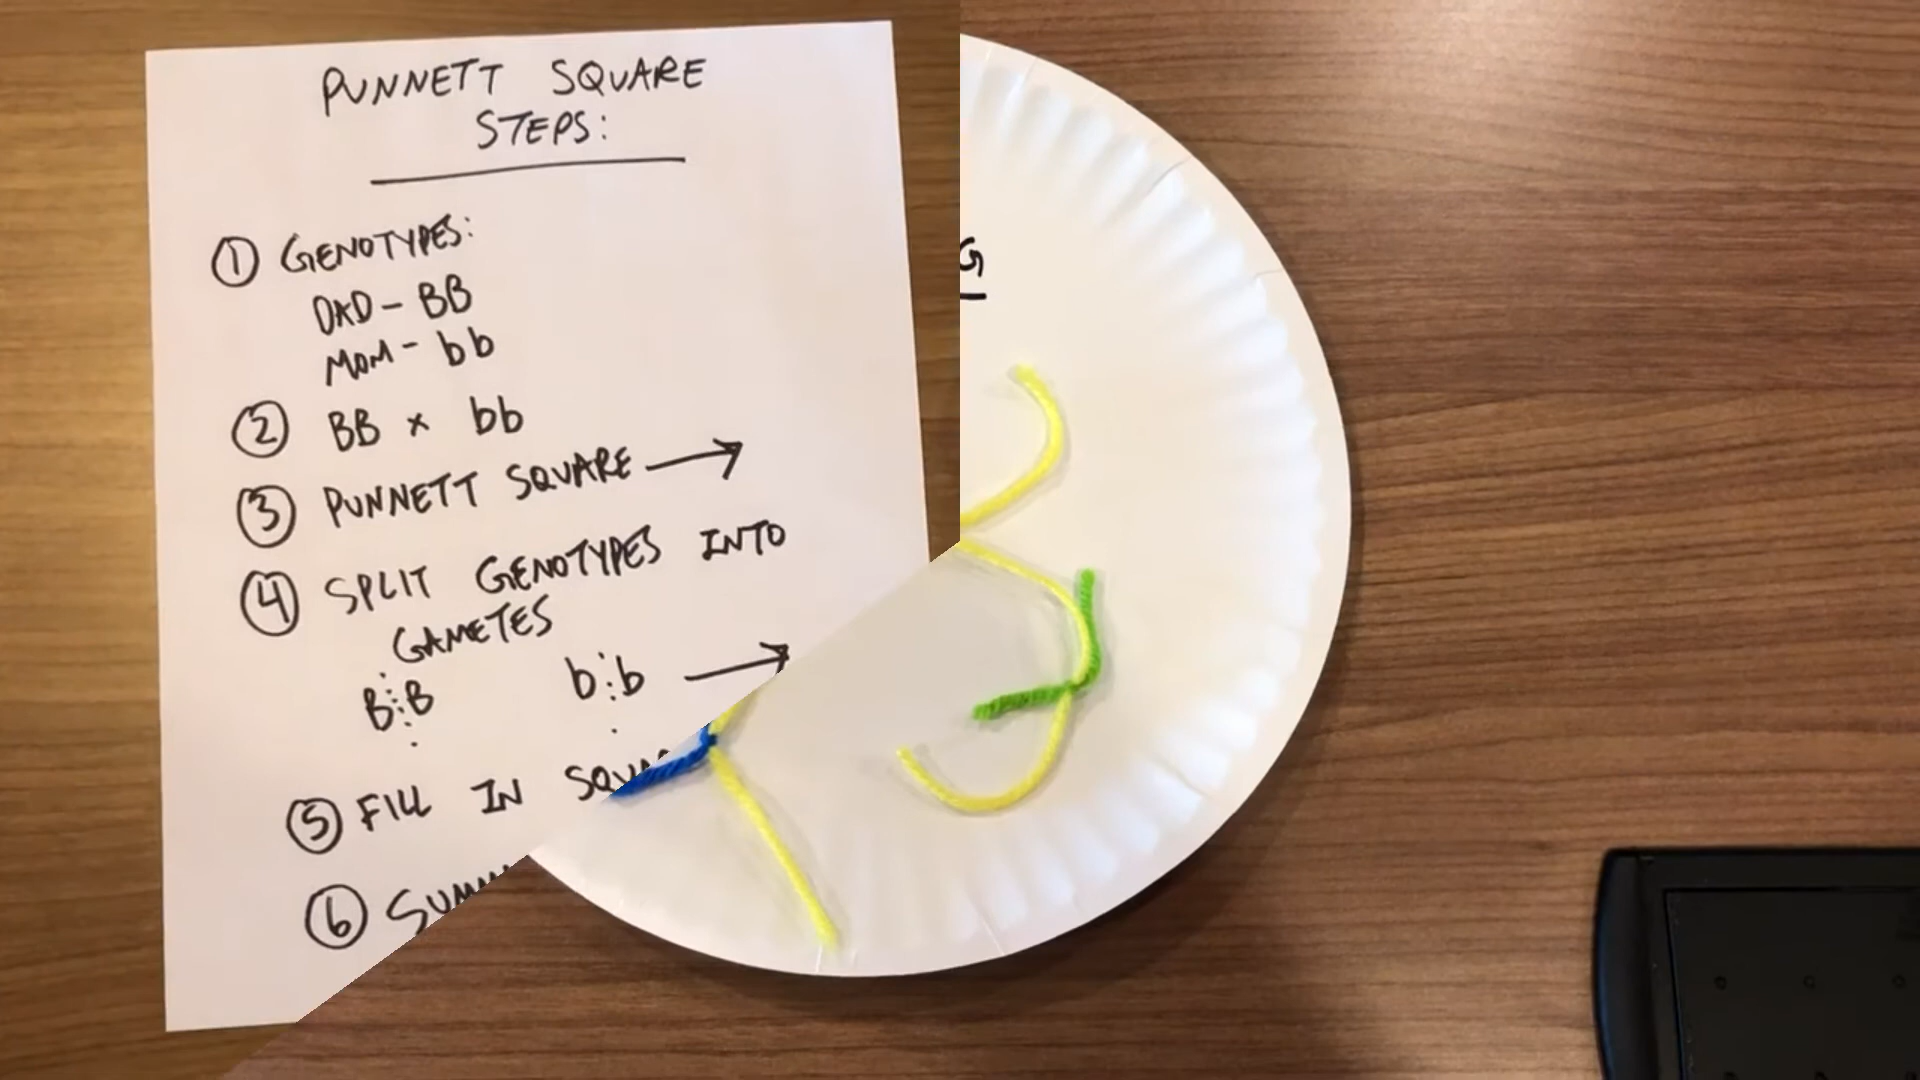 PUNNETT SQUARE
STEPS:
① GENOTYPES:
DAD - BB
MOM - bb
② BB x bb
③ PUNNETT SQUARE →
④ SPLIT GENOTYPES INTO
GAMETES
B⋮B b⋮b →
⑤ FILL IN
⑥
G